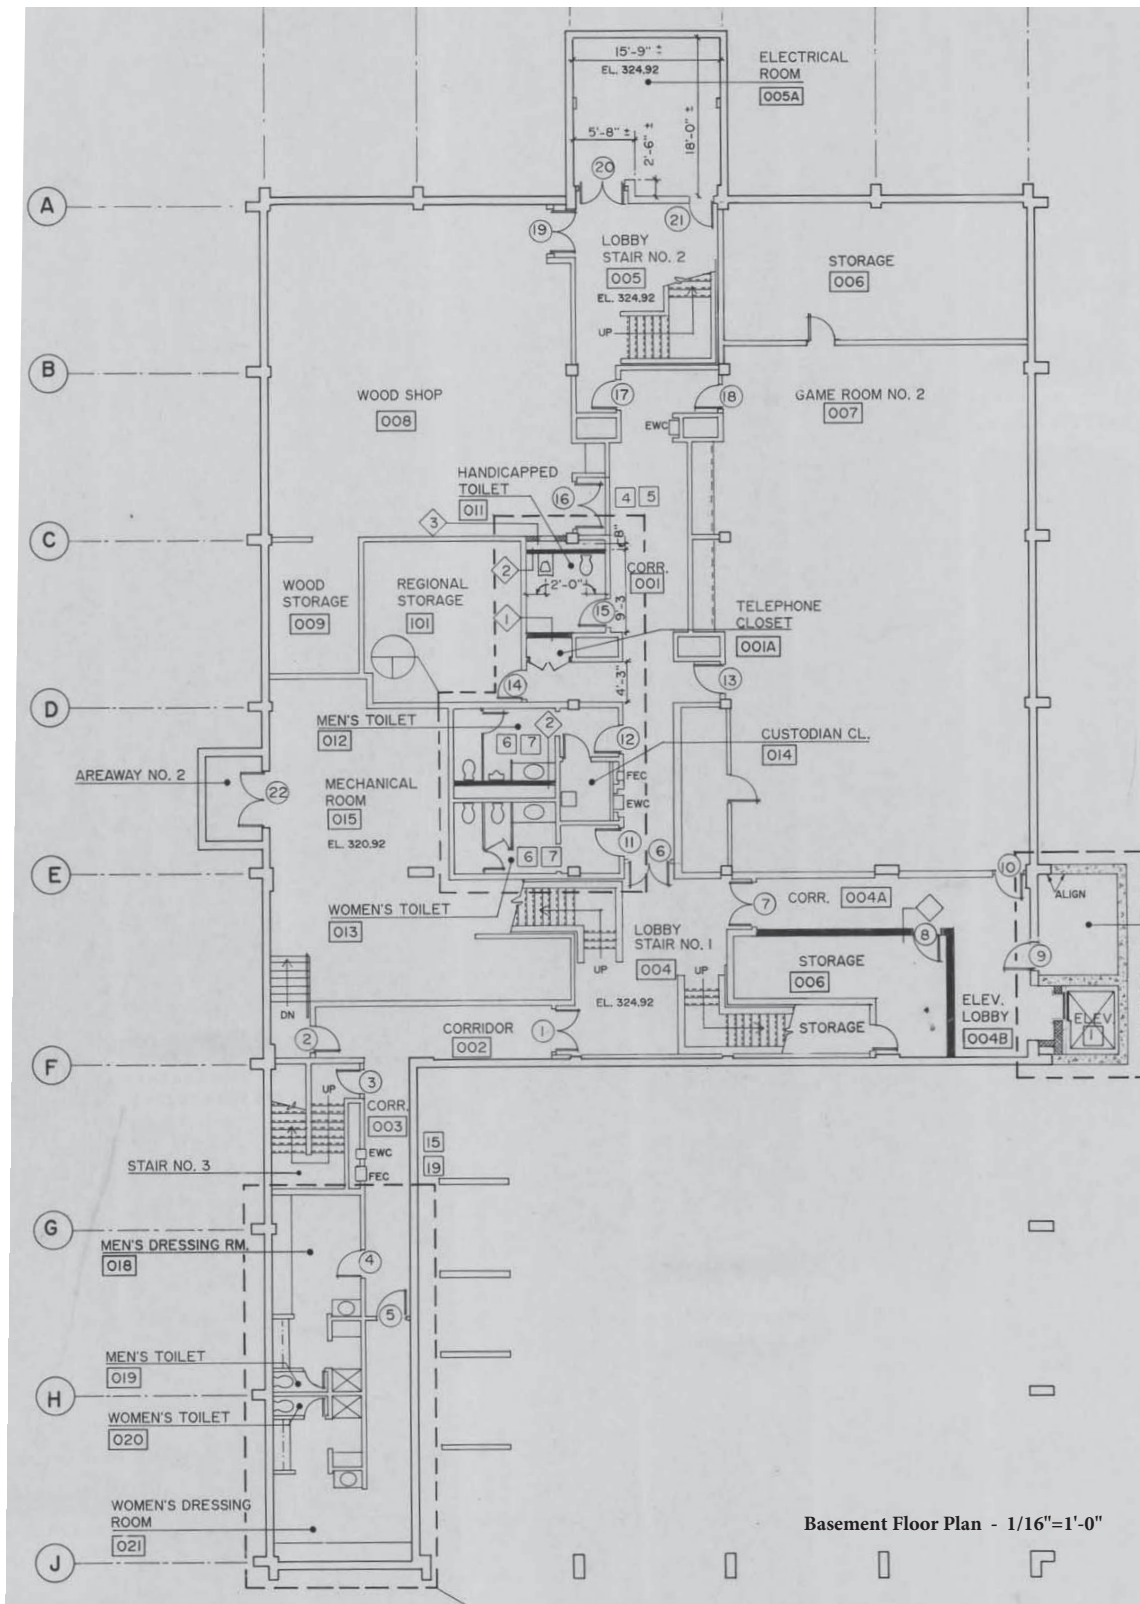 15'-9" ±
EL. 324.92
ELECTRICAL
ROOM
005A
5'-8" ±
2'-6" ±
18'-0" ±
20
A
19
21
LOBBY
STAIR NO. 2
005
EL. 324.92
UP
STORAGE
006
B
17
18
WOOD SHOP
008
EWC
GAME ROOM NO. 2
007
HANDICAPPED
TOILET
011
16
4
5
3
C
2
2'-0"
CORR.
001
WOOD
STORAGE
009
REGIONAL
STORAGE
101
1
15
9'-3
TELEPHONE
CLOSET
001A
14
4'-3"
13
D
MEN'S TOILET
012
2
6
7
12
CUSTODIAN CL.
014
AREAWAY NO. 2
22
MECHANICAL
ROOM
015
EL. 320.92
FEC
EWC
11
6
E
6
7
10
ALIGN
CORR.
004A
7
WOMEN'S TOILET
013
LOBBY
STAIR NO. 1
004
EL. 324.92
UP
UP
8
STORAGE
006
9
DN
STORAGE
ELEV.
LOBBY
004B
ELEV.
1
2
CORRIDOR
002
1
F
3
UP
CORR.
003
15
19
EWC
FEC
STAIR NO. 3
G
MEN'S DRESSING RM.
018
4
5
MEN'S TOILET
019
H
WOMEN'S TOILET
020
WOMEN'S DRESSING
ROOM
021
Basement Floor Plan - 1/16"=1'-0"
J